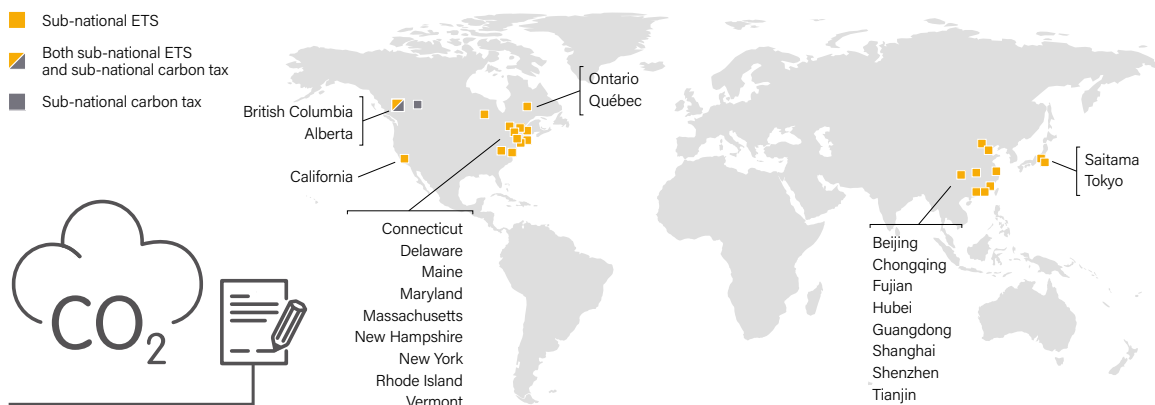 Sub-national ETS
Both sub-national ETS
and sub-national carbon tax
Sub-national carbon tax
British Columbia
Alberta
California
Ontario
Québec
Connecticut
Delaware
Maine
Maryland
Massachusetts
New Hampshire
New York
Rhode Island
Vermont
Saitama
Tokyo
Beijing
Chongqing
Fujian
Hubei
Guangdong
Shanghai
Shenzhen
Tianjin
CO2